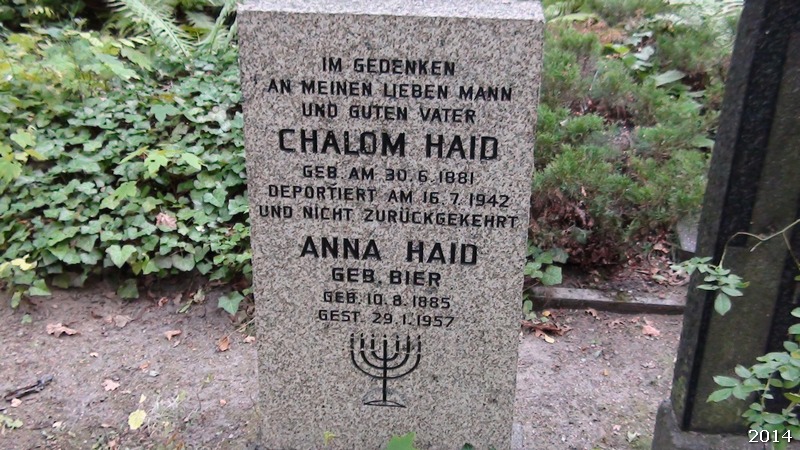 IM GEDENKEN
AN MEINEN LIEBEN MANN
UND GUTEN VATER
CHALOM HAID
GEB. AM 30.6.1881
DEPORTIERT AM 16.7.1942
UND NICHT ZURÜCKGEKEHRT
ANNA HAID
GEB. BIER
GEB. 10.8.1885
GEST. 29.1.1957
2014